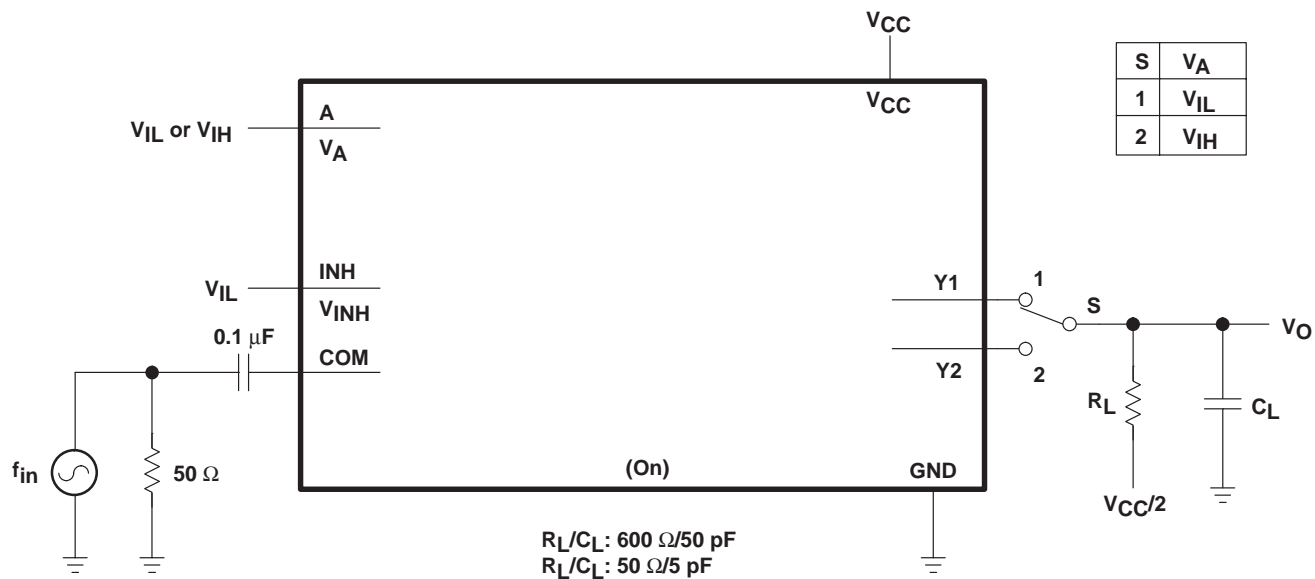 VCC
S VA
1 VIL
2 VIH
VCC
A
VIL or VIH
VA
INH
VIL
VINH
0.1 μF
COM
Y1
1
S
VO
Y2
2
RL
CL
fin
50 Ω
(On)
GND
VCC/2
RL/CL: 600 Ω/50 pF
RL/CL: 50 Ω/5 pF